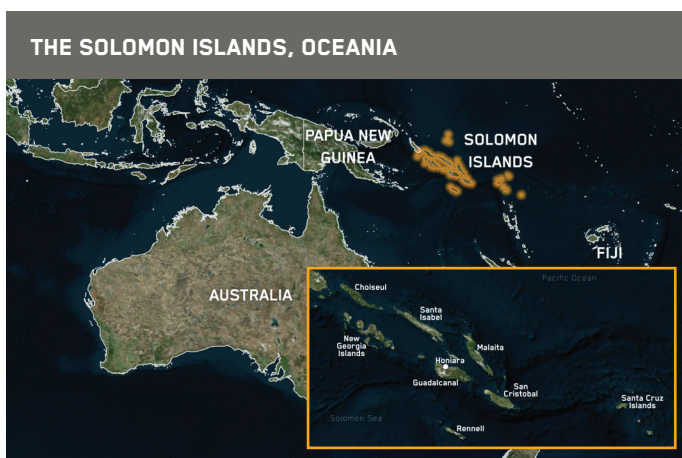 THE SOLOMON ISLANDS, OCEANIA
PAPUA NEW
GUINEA
SOLOMON
ISLANDS
FIJI
AUSTRALIA
Pacific Ocean
Choiseul
Santa
Isabel
New
Georgia
Islands
Malaita
Honiara
Guadalcanal
San
Cristobal
Santa Cruz
Islands
Solomon Sea
Rennell